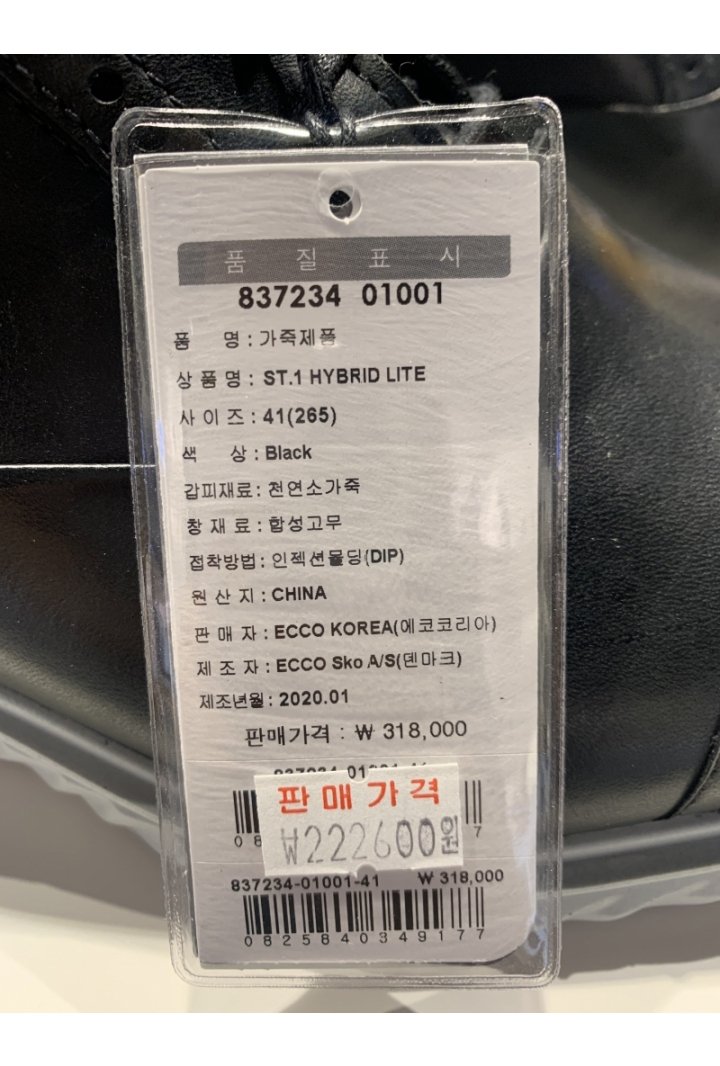 품 질 표 시
837234 01001
품 명 : 가죽제품
상 품 명 : ST.1 HYBRID LITE
사 이 즈 : 41(265)
색 상 : Black
갑피재료 : 천연소가죽
창 재 료 : 합성고무
접착방법 : 인젝션몰딩(DIP)
원 산 지 : CHINA
판 매 자 : ECCO KOREA(에코코리아)
제 조 자 : ECCO Sko A/S(덴마크)
제조년월 : 2020.01
판매가격 : ₩ 318,000
판매가격
₩222600원
837234-01001-41 ₩ 318,000
0825840349177